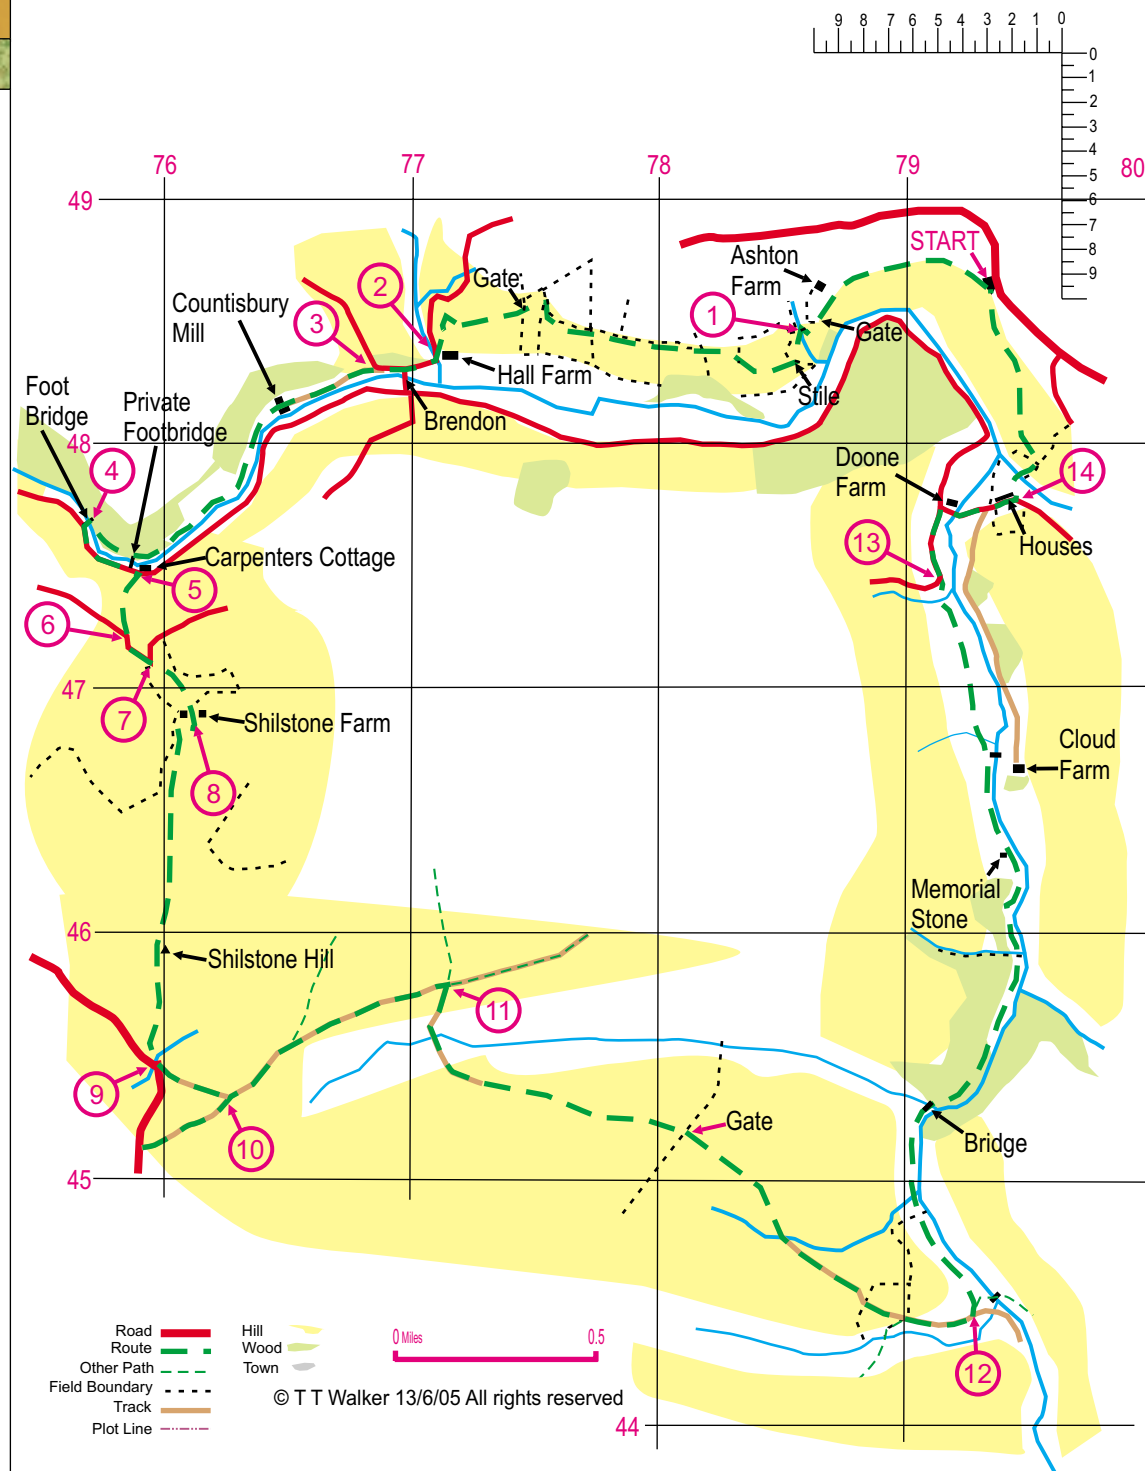 9 8 7 6 5 4 3 2 1 0
0
1
2
3
4
5
6
7
8
9
76
77
78
79
80
49
START
Ashton
Farm
Gate
2
Countisbury
Mill
3
1
Gate
Hall Farm
Stile
Foot
Bridge
Private
Footbridge
Brendon
48
4
Doone
Farm
14
Carpenters Cottage
13
Houses
5
6
47
7
Shilstone Farm
8
Cloud
Farm
Memorial
Stone
46
Shilstone Hill
11
9
10
Gate
Bridge
45
12
44
Road
Route
Other Path
Field Boundary
Track
Plot Line
Hill
Wood
Town
0 Miles 0.5
© T T Walker 13/6/05 All rights reserved